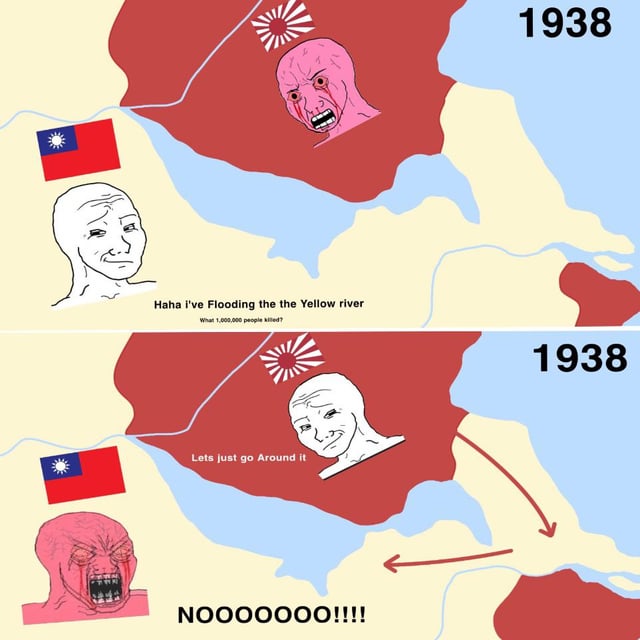 1938
Haha i've Flooding the the Yellow river
What 1,000,000 people killed?
1938
Lets just go Around it
NOOOOOOO!!!!